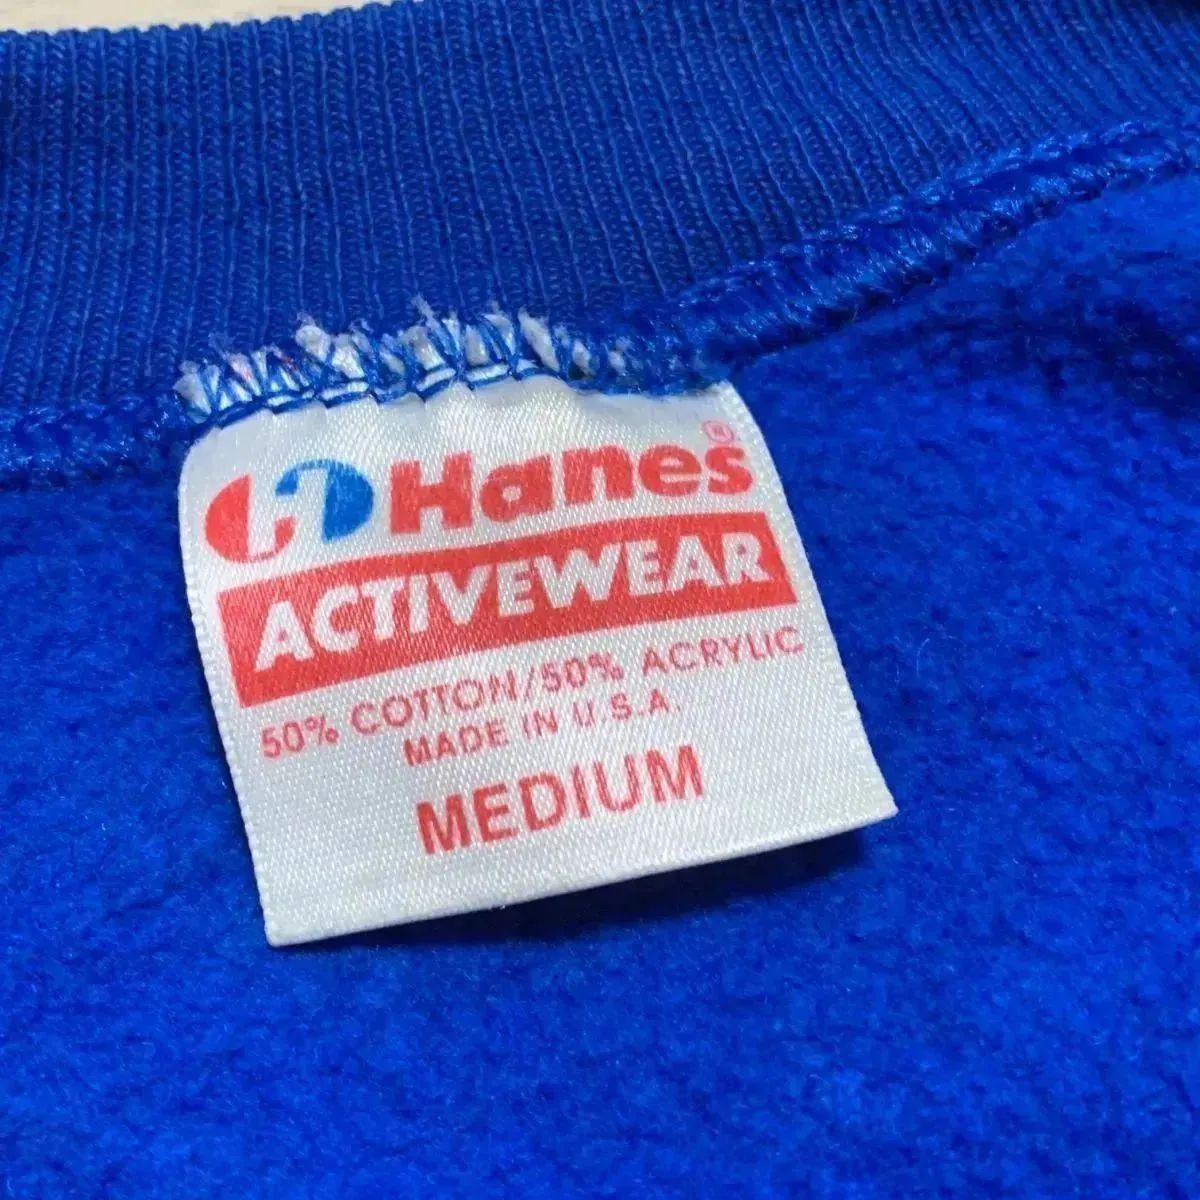 Hanes®
ACTIVEWEAR
50% COTTON/50% ACRYLIC
MADE IN U.S.A.
MEDIUM